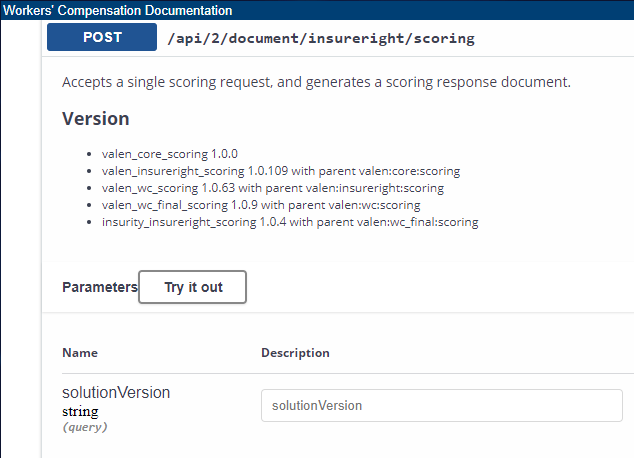 Workers' Compensation Documentation
POST /api/2/document/insureright/scoring
Accepts a single scoring request, and generates a scoring response document.
Version
• valen_core_scoring 1.0.0
• valen_insureright_scoring 1.0.109 with parent valen:core:scoring
• valen_wc_scoring 1.0.63 with parent valen:insureright:scoring
• valen_wc_final_scoring 1.0.9 with parent valen:wc:scoring
• insurity_insureright_scoring 1.0.4 with parent valen:wc_final:scoring
Parameters Try it out
Name Description
solutionVersion
string
(query)
solutionVersion